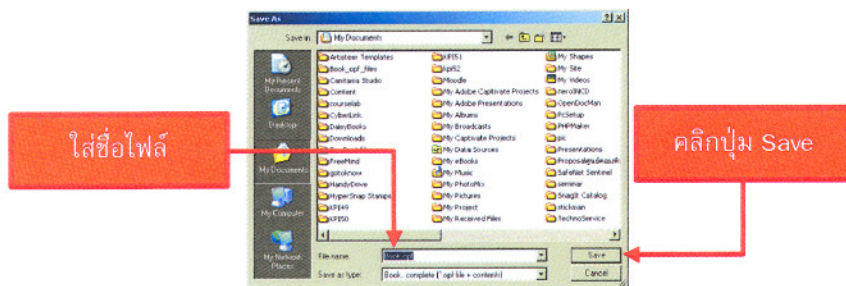 Save As
Save in:
My Documents
My Recent
Documents
Desktop
My Documents
My Computer
My Network
Places
Artisteer Templates
Book_opf_files
Camtasia Studio
Content
courselab
CyberLink
DaisyBooks
Downloads
FreeMind
gotoknow
HandyDrive
HyperSnap Stamps
KPI49
KPI50
KPI51
kpi52
Moodle
My Adobe Captivate Projects
My Adobe Presentations
My Albums
My Broadcasts
My Captivate Projects
My Data Sources
My eBooks
My Music
My PhotoMix
My Pictures
My Project
My Received Files
My Shapes
My Site
My Videos
neroINCD
OpenDocMan
PcSetup
PHPMaker
pic
Presentations
SafeNet Sentinel
seminar
SnagIt Catalog
stickman
TechnoService
ใส่ชื่อไฟล์
คลิกปุ่ม Save
File name:
Book.opf
Save
Save as type:
Book, complete (*.opf file + contents)
Cancel